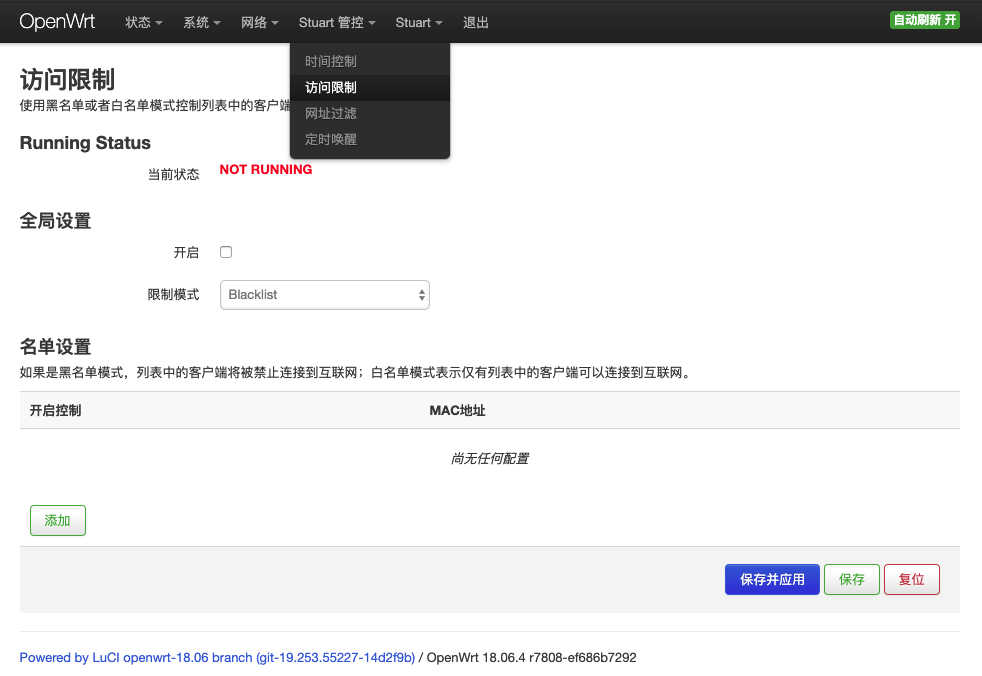 OpenWrt 状态 系统 网络 Stuart 管控 Stuart 退出 自动刷新 开
时间控制
访问限制
网址过滤
定时唤醒
访问限制
使用黑名单或者白名单模式控制列表中的客户端
Running Status
当前状态 NOT RUNNING
全局设置
开启
限制模式 Blacklist
名单设置
如果是黑名单模式，列表中的客户端将被禁止连接到互联网；白名单模式表示仅有列表中的客户端可以连接到互联网。
开启控制 MAC地址
尚无任何配置
添加
保存并应用 保存 复位
Powered by LuCI openwrt-18.06 branch (git-19.253.55227-14d2f9b) / OpenWrt 18.06.4 r7808-ef686b7292